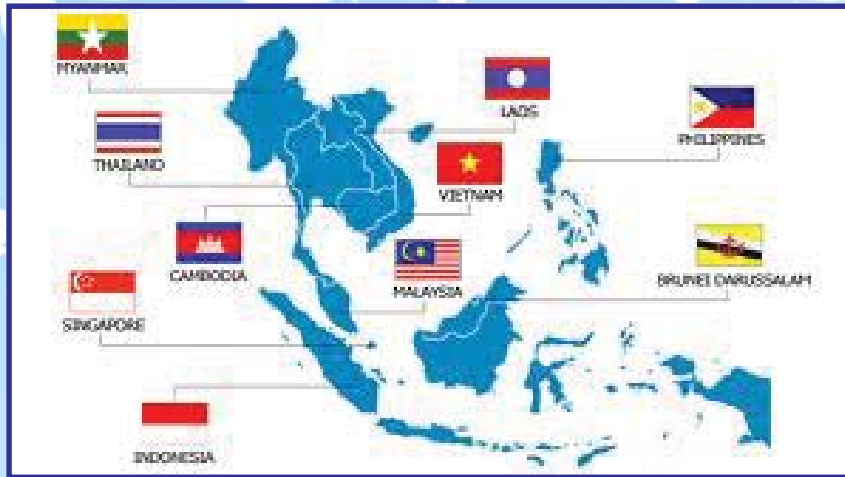 MYANMAR
LAOS
PHILIPPINES
THAILAND
VIETNAM
CAMBODIA
MALAYSIA
BRUNEI DARUSSALAM
SINGAPORE
INDONESIA